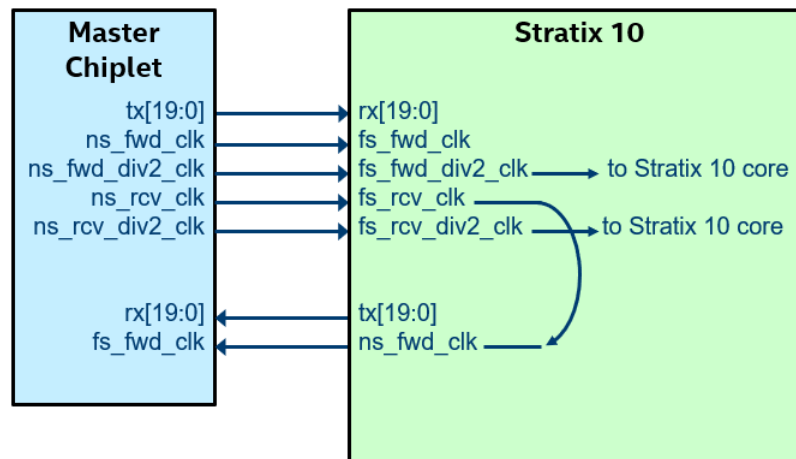 Master
Chiplet
Stratix 10
tx[19:0]
rx[19:0]
ns_fwd_clk
fs_fwd_clk
ns_fwd_div2_clk
fs_fwd_div2_clk
to Stratix 10 core
ns_rcv_clk
fs_rcv_clk
ns_rcv_div2_clk
fs_rcv_div2_clk
to Stratix 10 core
rx[19:0]
tx[19:0]
fs_fwd_clk
ns_fwd_clk